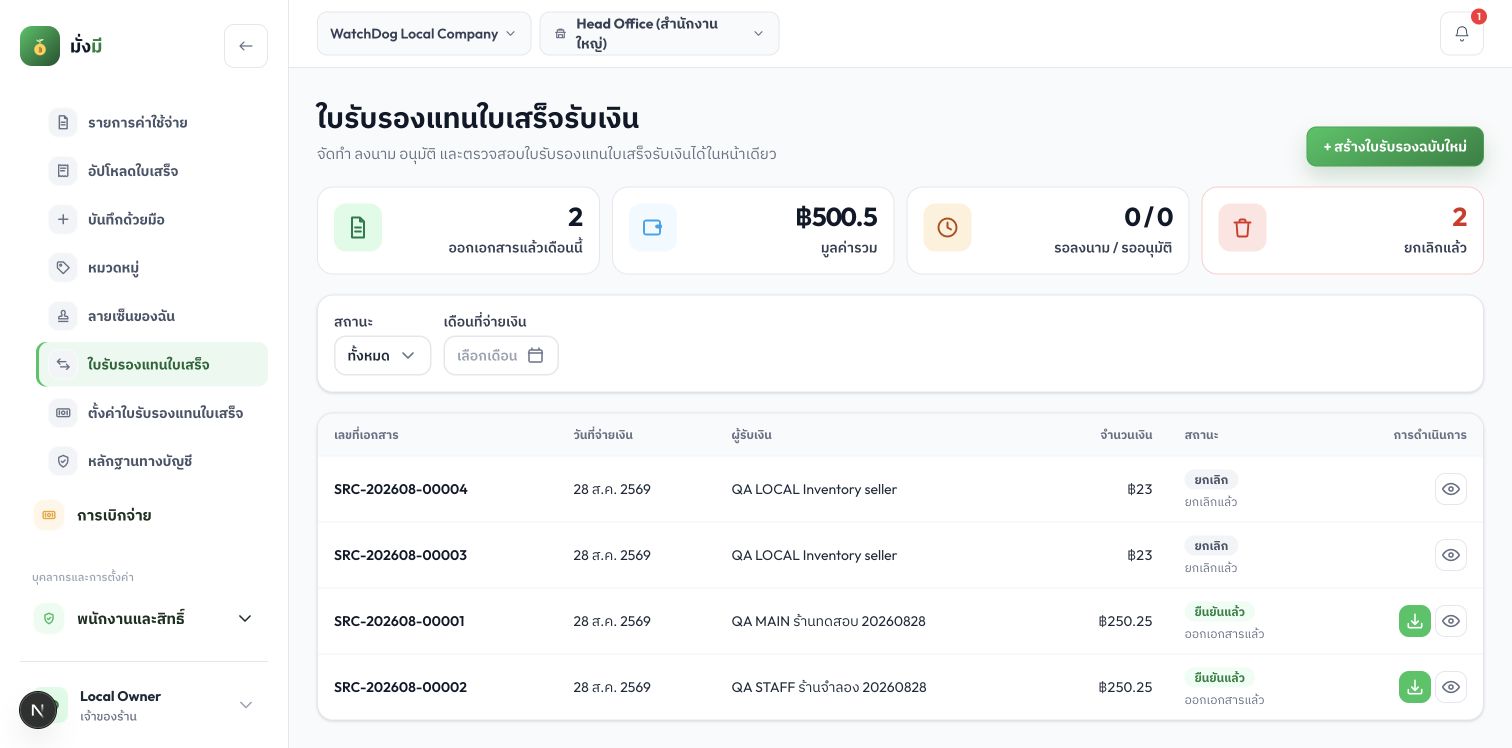 มั่งมี
WatchDog Local Company
Head Office (สำนักงาน
ใหญ่)
1
รายการค่าใช้จ่าย
อัปโหลดใบเสร็จ
บันทึกด้วยมือ
หมวดหมู่
ลายเซ็นของฉัน
ใบรับรองแทนใบเสร็จ
ตั้งค่าใบรับรองแทนใบเสร็จ
หลักฐานทางบัญชี
การเบิกจ่าย
บุคลากรและการตั้งค่า
พนักงานและสิทธิ์
N
Local Owner
เจ้าของร้าน
ใบรับรองแทนใบเสร็จรับเงิน
จัดทำ ลงนาม อนุมัติ และตรวจสอบใบรับรองแทนใบเสร็จรับเงินได้ในหน้าเดียว
+ สร้างใบรับรองฉบับใหม่
2
ออกเอกสารแล้วเดือนนี้
฿500.5
มูลค่ารวม
0/0
รอลงนาม / รออนุมัติ
2
ยกเลิกแล้ว
สถานะ เดือนที่จ่ายเงิน
ทั้งหมด เลือกเดือน
เลขที่เอกสาร วันที่จ่ายเงิน ผู้รับเงิน จำนวนเงิน สถานะ การดำเนินการ
SRC-202608-00004 28 ส.ค. 2569 QA LOCAL Inventory seller ฿23 ยกเลิก
ยกเลิกแล้ว
SRC-202608-00003 28 ส.ค. 2569 QA LOCAL Inventory seller ฿23 ยกเลิก
ยกเลิกแล้ว
SRC-202608-00001 28 ส.ค. 2569 QA MAIN ร้านทดสอบ 20260828 ฿250.25 ยืนยันแล้ว
ออกเอกสารแล้ว
SRC-202608-00002 28 ส.ค. 2569 QA STAFF ร้านจำลอง 20260828 ฿250.25 ยืนยันแล้ว
ออกเอกสารแล้ว